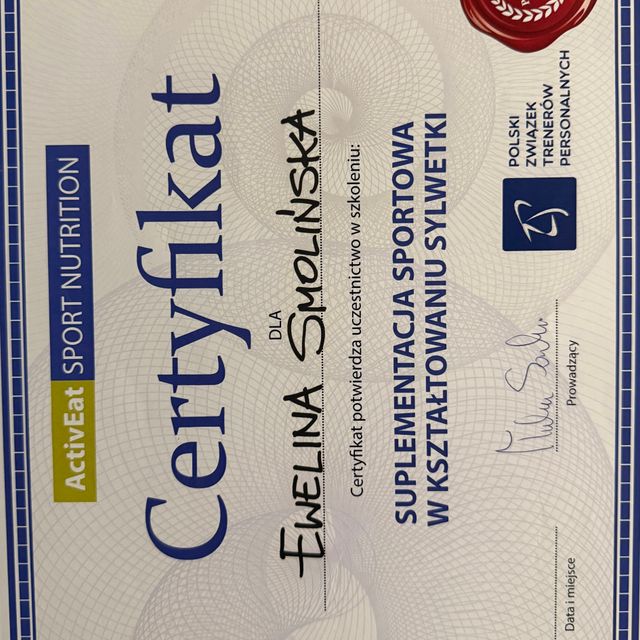 ActivEat SPORT NUTRITION
Certyfikat
DLA
EWELINA SMOLIŃSKA
Certyfikat potwierdza uczestnictwo w szkoleniu:
SUPLEMENTACJA SPORTOWA
W KSZTAŁTOWANIU SYLWETKI
POLSKI
ZWIĄZEK
TRENERÓW
PERSONALNYCH
Data i miejsce
Prowadzący